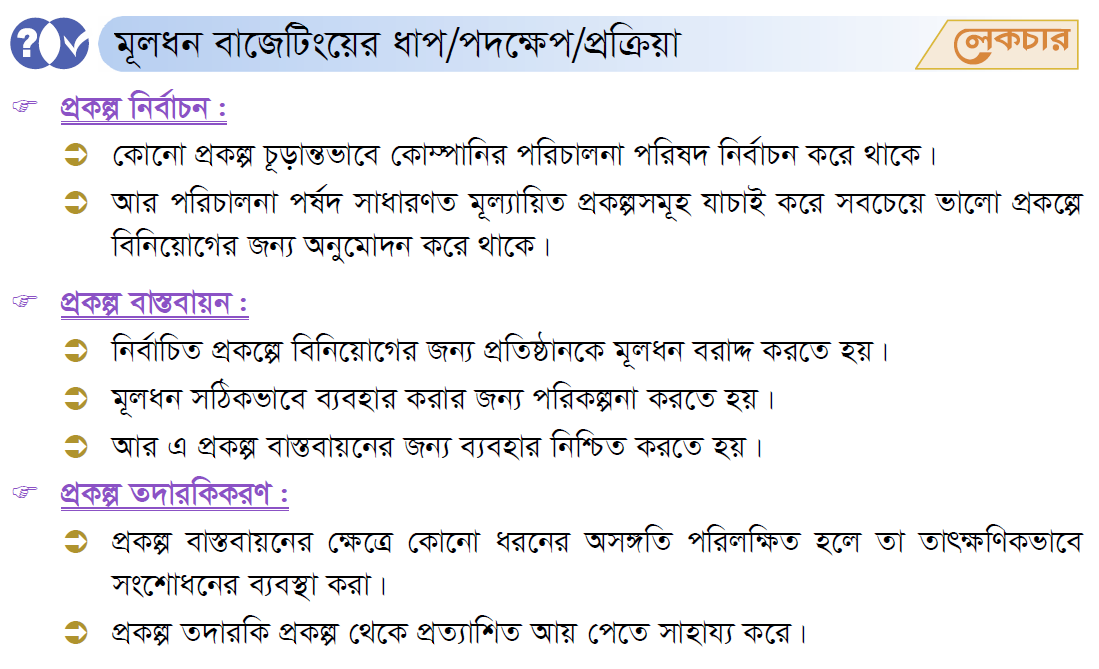 মূলধন বাজেটিংয়ের ধাপ/পদক্ষেপ/প্রক্রিয়া
লেকচার
প্রকল্প নির্বাচন :
কোনো প্রকল্প চূড়ান্তভাবে কোম্পানির পরিচালনা পরিষদ নির্বাচন করে থাকে।
আর পরিচালনা পর্ষদ সাধারণত মূল্যায়িত প্রকল্পসমূহ যাচাই করে সবচেয়ে ভালো প্রকল্পে
বিনিয়োগের জন্য অনুমোদন করে থাকে।
প্রকল্প বাস্তবায়ন :
নির্বাচিত প্রকল্পে বিনিয়োগের জন্য প্রতিষ্ঠানকে মূলধন বরাদ্দ করতে হয়।
মূলধন সঠিকভাবে ব্যবহার করার জন্য পরিকল্পনা করতে হয়।
আর এ প্রকল্প বাস্তবায়নের জন্য ব্যবহার নিশ্চিত করতে হয়।
প্রকল্প তদারকিকরণ :
প্রকল্প বাস্তবায়নের ক্ষেত্রে কোনো ধরনের অসঙ্গতি পরিলক্ষিত হলে তা তাৎক্ষণিকভাবে
সংশোধনের ব্যবস্থা করা।
প্রকল্প তদারকি প্রকল্প থেকে প্রত্যাশিত আয় পেতে সাহায্য করে।